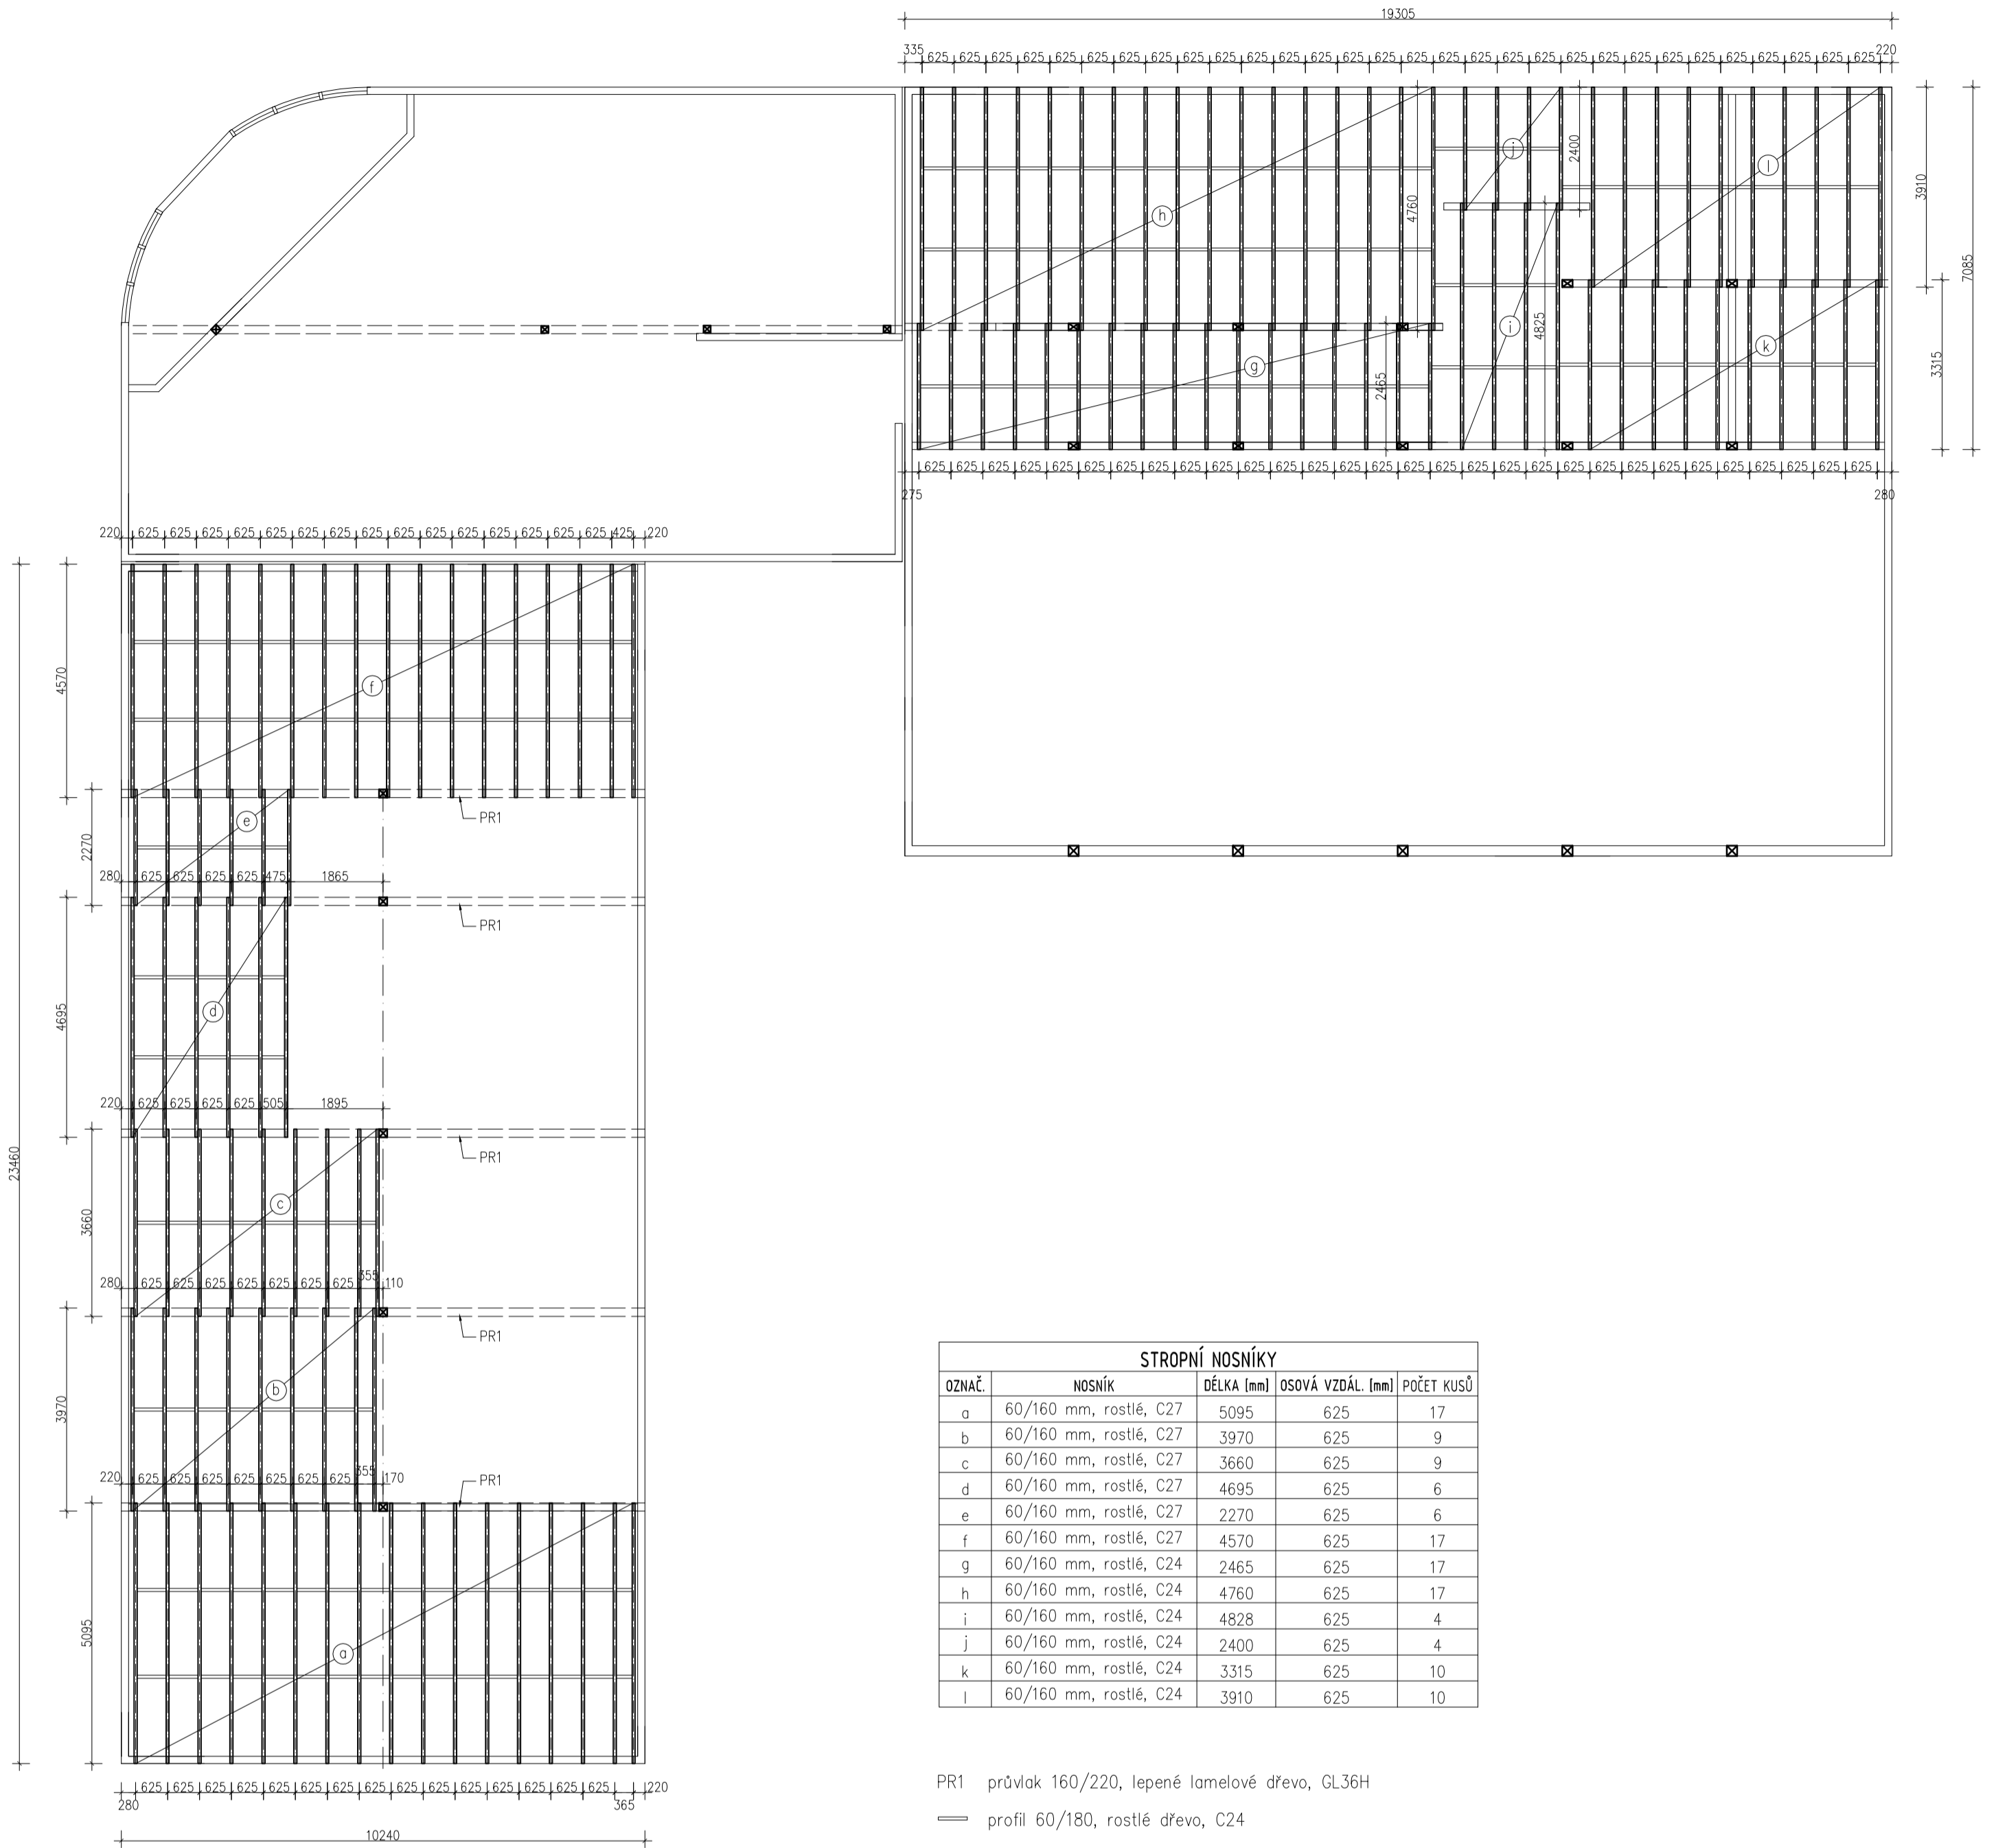 19305
335 625 625 625 625 625 625 625 625 625 625 625 625 625 625 625 625 625 625 625 625 625 625 625 625 625 625 625 625 625 625 220
j
2400
l
3910
h
4760
7085
i
4825
k
g
2465
3315
625 625 625 625 625 625 625 625 625 625 625 625 625 625 625 625 625 625 625 625 625 625 625 625 625 625 625 625 625 625
275
280
220 625 625 625 625 625 625 625 625 625 625 625 625 625 625 625 425 220
4570
f
PR1
e
2270
280 625 625 625 625 475 1865
PR1
4695
d
220 625 625 625 625 505 1895
PR1
23460
c
3660
280 625 625 625 625 625 625 625 355 110
PR1
b
3970
220 625 625 625 625 625 625 625 355 170
PR1
5095
a
625 625 625 625 625 625 625 625 625 625 625 625 625 625 625 220
280
365
10240
STROPNÍ NOSNÍKY
OZNAČ. NOSNÍK DÉLKA [mm] OSOVÁ VZDÁL. [mm] POČET KUSŮ
a 60/160 mm, rostlé, C27 5095 625 17
b 60/160 mm, rostlé, C27 3970 625 9
c 60/160 mm, rostlé, C27 3660 625 9
d 60/160 mm, rostlé, C27 4695 625 6
e 60/160 mm, rostlé, C27 2270 625 6
f 60/160 mm, rostlé, C27 4570 625 17
g 60/160 mm, rostlé, C24 2465 625 17
h 60/160 mm, rostlé, C24 4760 625 17
i 60/160 mm, rostlé, C24 4828 625 4
j 60/160 mm, rostlé, C24 2400 625 4
k 60/160 mm, rostlé, C24 3315 625 10
l 60/160 mm, rostlé, C24 3910 625 10
PR1 průvlak 160/220, lepené lamelové dřevo, GL36H
profil 60/180, rostlé dřevo, C24